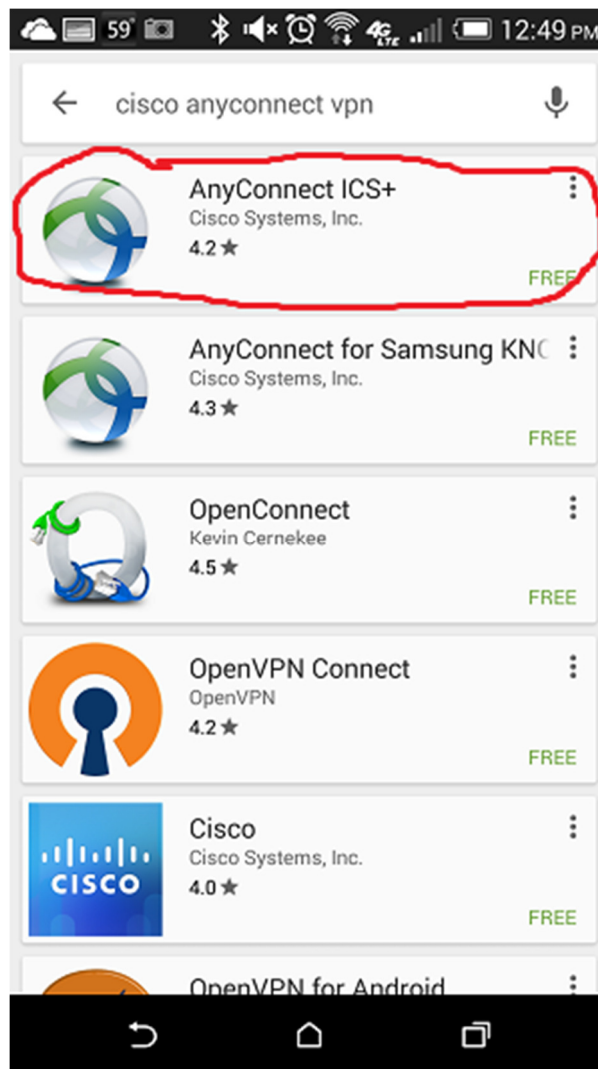 59°
4G LTE
12:49 PM
cisco anyconnect vpn
AnyConnect ICS+
Cisco Systems, Inc.
4.2★
FREE
AnyConnect for Samsung KN
Cisco Systems, Inc.
4.3★
FREE
OpenConnect
Kevin Cernekee
4.5★
FREE
OpenVPN Connect
OpenVPN
4.2★
FREE
CISCO
Cisco
Cisco Systems, Inc.
4.0★
FREE
OpenVPN for Android